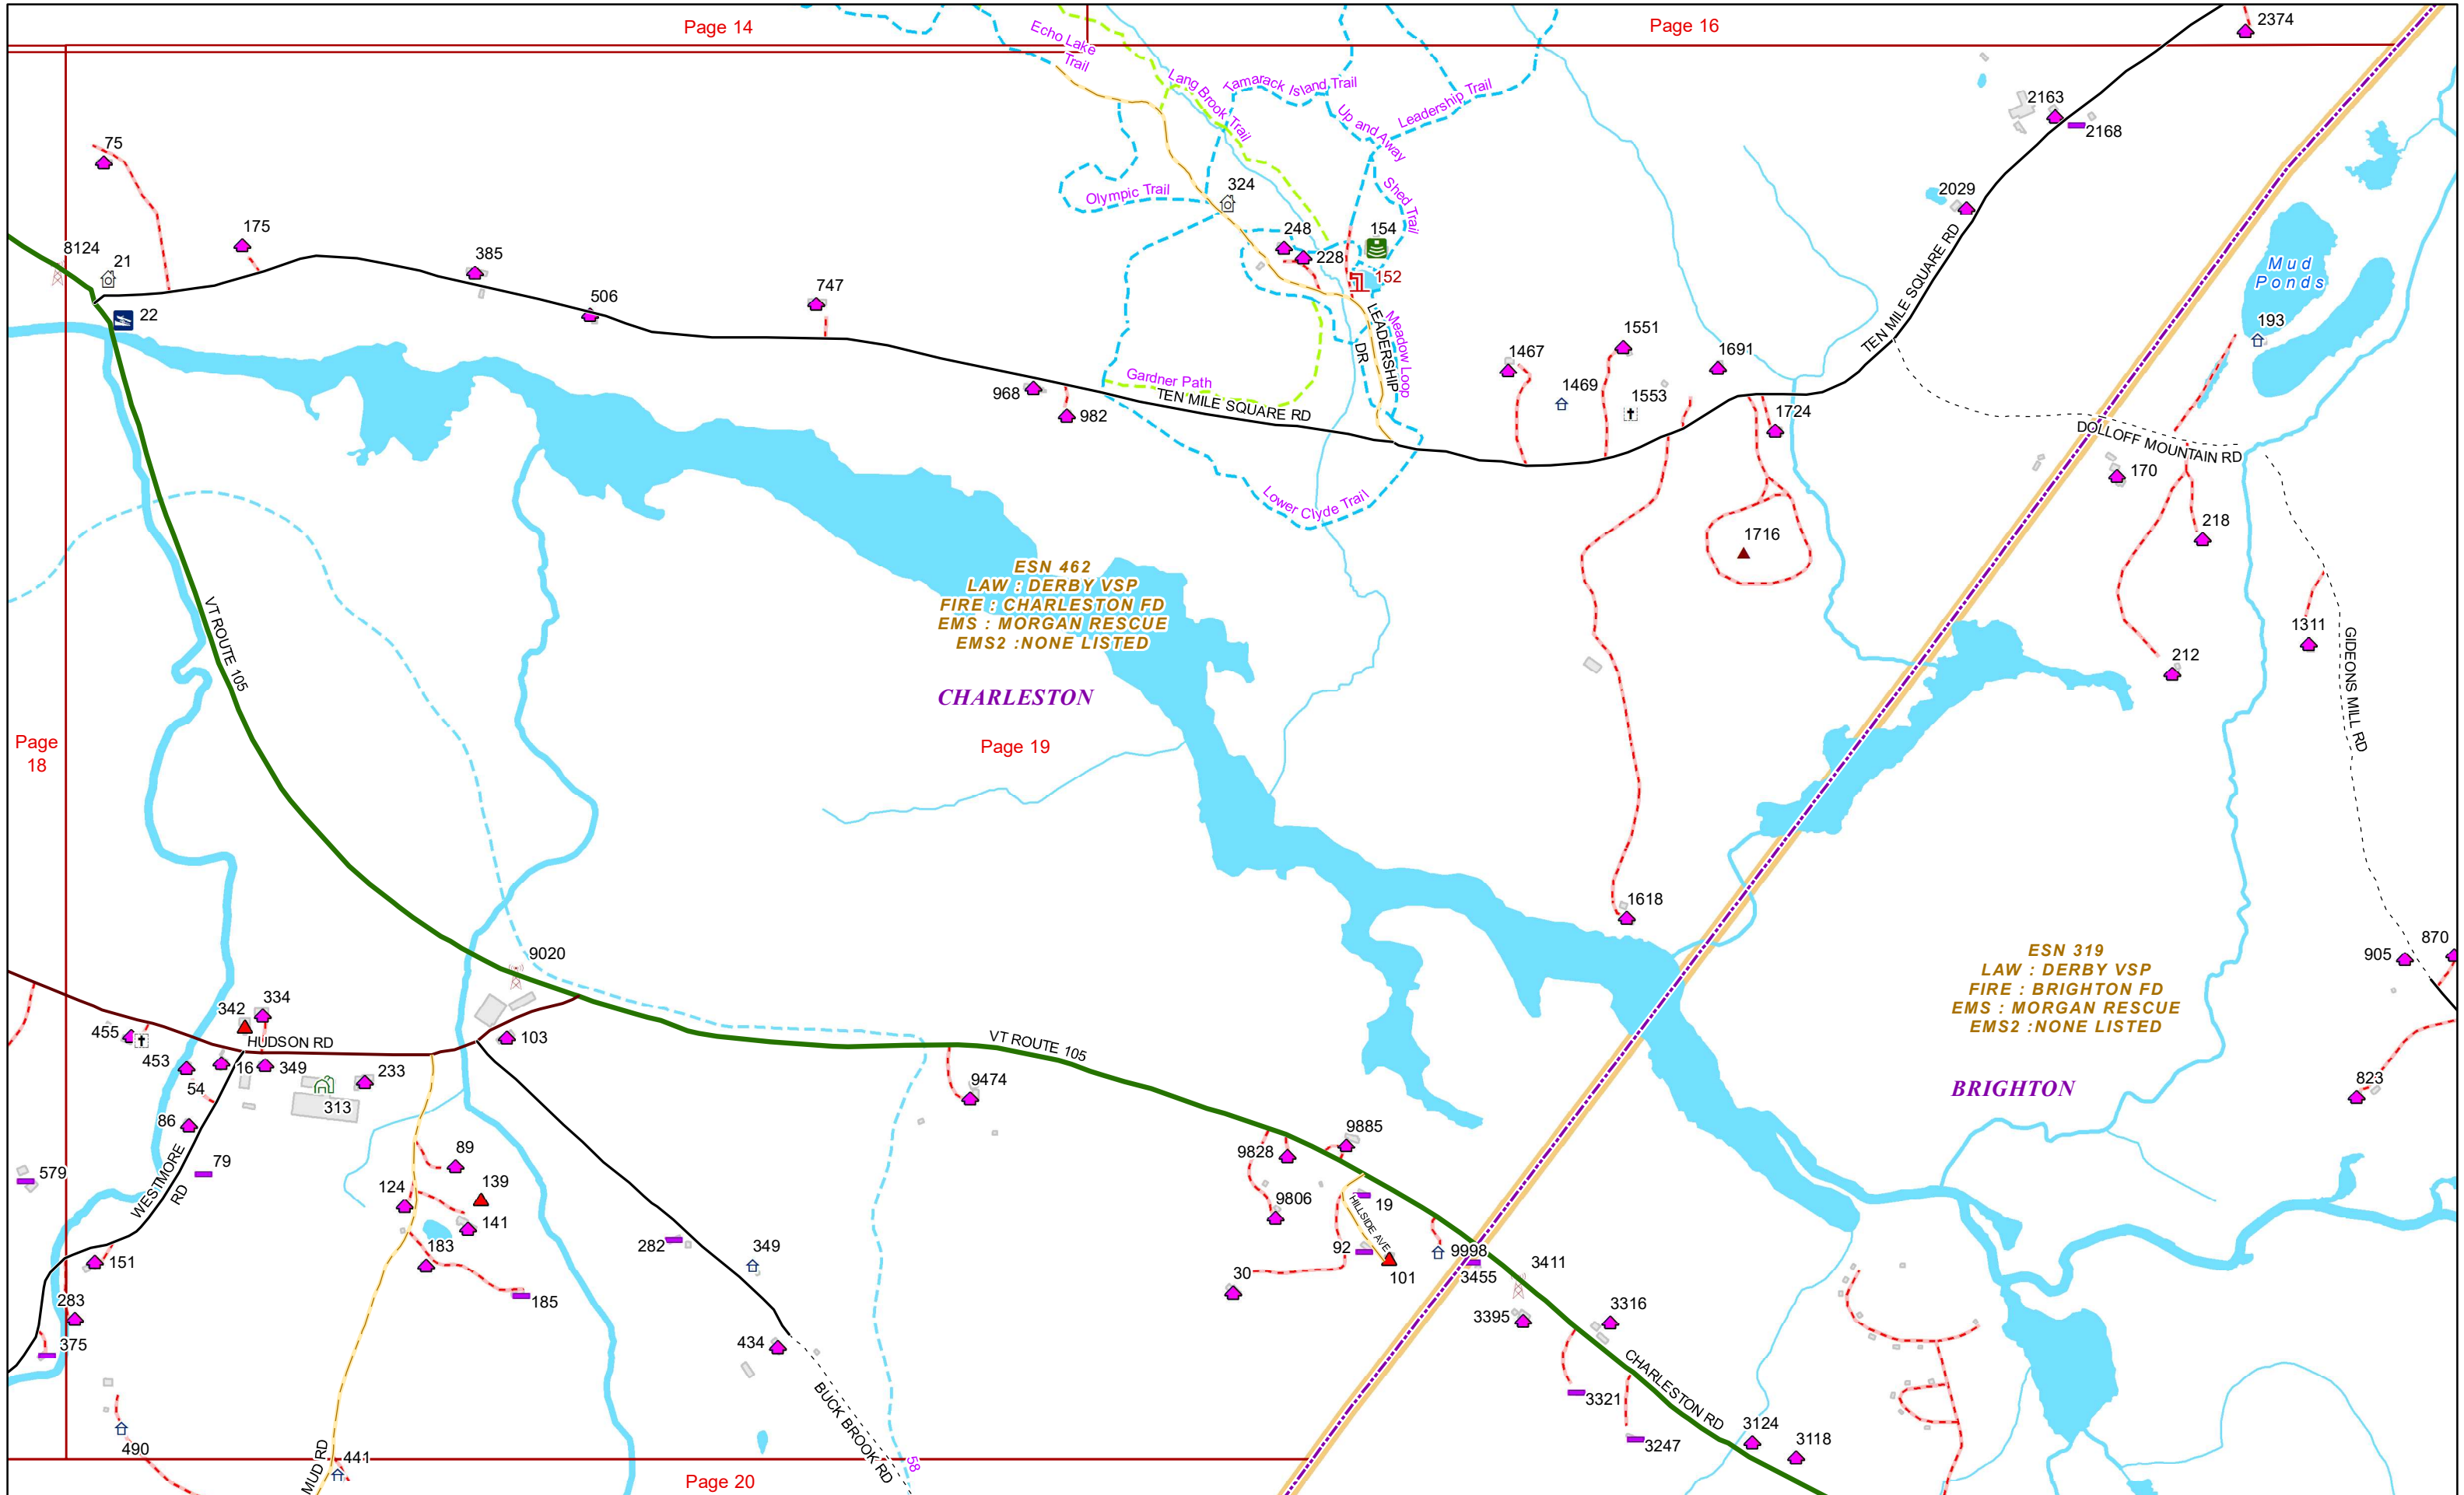 Page 14
Page 16
2374
Echo Lake
Trail
Lang Brook Trail
Tamarack Island Trail
Up and Away
Leadership Trail
2163
2168
75
324
Olympic Trail
Shed Trail
2029
175
8124
21
385
248
228
154
152
TEN MILE SQUARE RD
Mud
Ponds
22
506
747
LEADERSHIP
DR
Meadow Loop
193
1467
1551
1691
1469
1553
968
982
Gardner Path
TEN MILE SQUARE RD
1724
DOLLOFF MOUNTAIN RD
170
Lower Clyde Trail
218
1716
ESN 462
LAW : DERBY VSP
FIRE : CHARLESTON FD
EMS : MORGAN RESCUE
EMS2 :NONE LISTED
VT ROUTE 105
1311
212
GIDEONS MILL RD
CHARLESTON
Page
18
Page 19
1618
9020
ESN 319
LAW : DERBY VSP
FIRE : BRIGHTON FD
EMS : MORGAN RESCUE
EMS2 :NONE LISTED
905
870
342
334
455
HUDSON RD
103
VT ROUTE 105
453
16
349
233
54
313
9474
BRIGHTON
823
86
79
579
WESTMORE
RD
89
124
139
141
183
185
9885
9828
9806
19
HILLSIDE AVE
92
101
30
282
349
9998
3455
3411
151
283
375
3395
3316
434
CHARLESTON RD
3321
BUCK BROOK RD
3124
3118
3247
490
441
MUD RD
58
Page 20